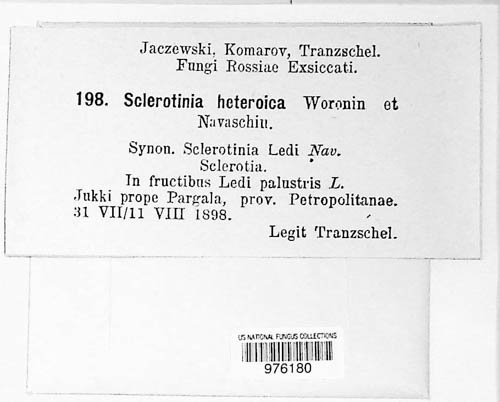 Jaczewski, Komarov, Tranzschel.
Fungi Rossiae Exsiccati.
198. Sclerotinia heteroica Woronin et
Navaschin.
Synon. Sclerotinia Ledi Nav.
Sclerotia.
In fructibus Ledi palustris L.
Jukki prope Pargala, prov. Petropolitanae.
31 VII/11 VIII 1898.
Legit Tranzschel.
US NATIONAL FUNGUS COLLECTIONS
976180